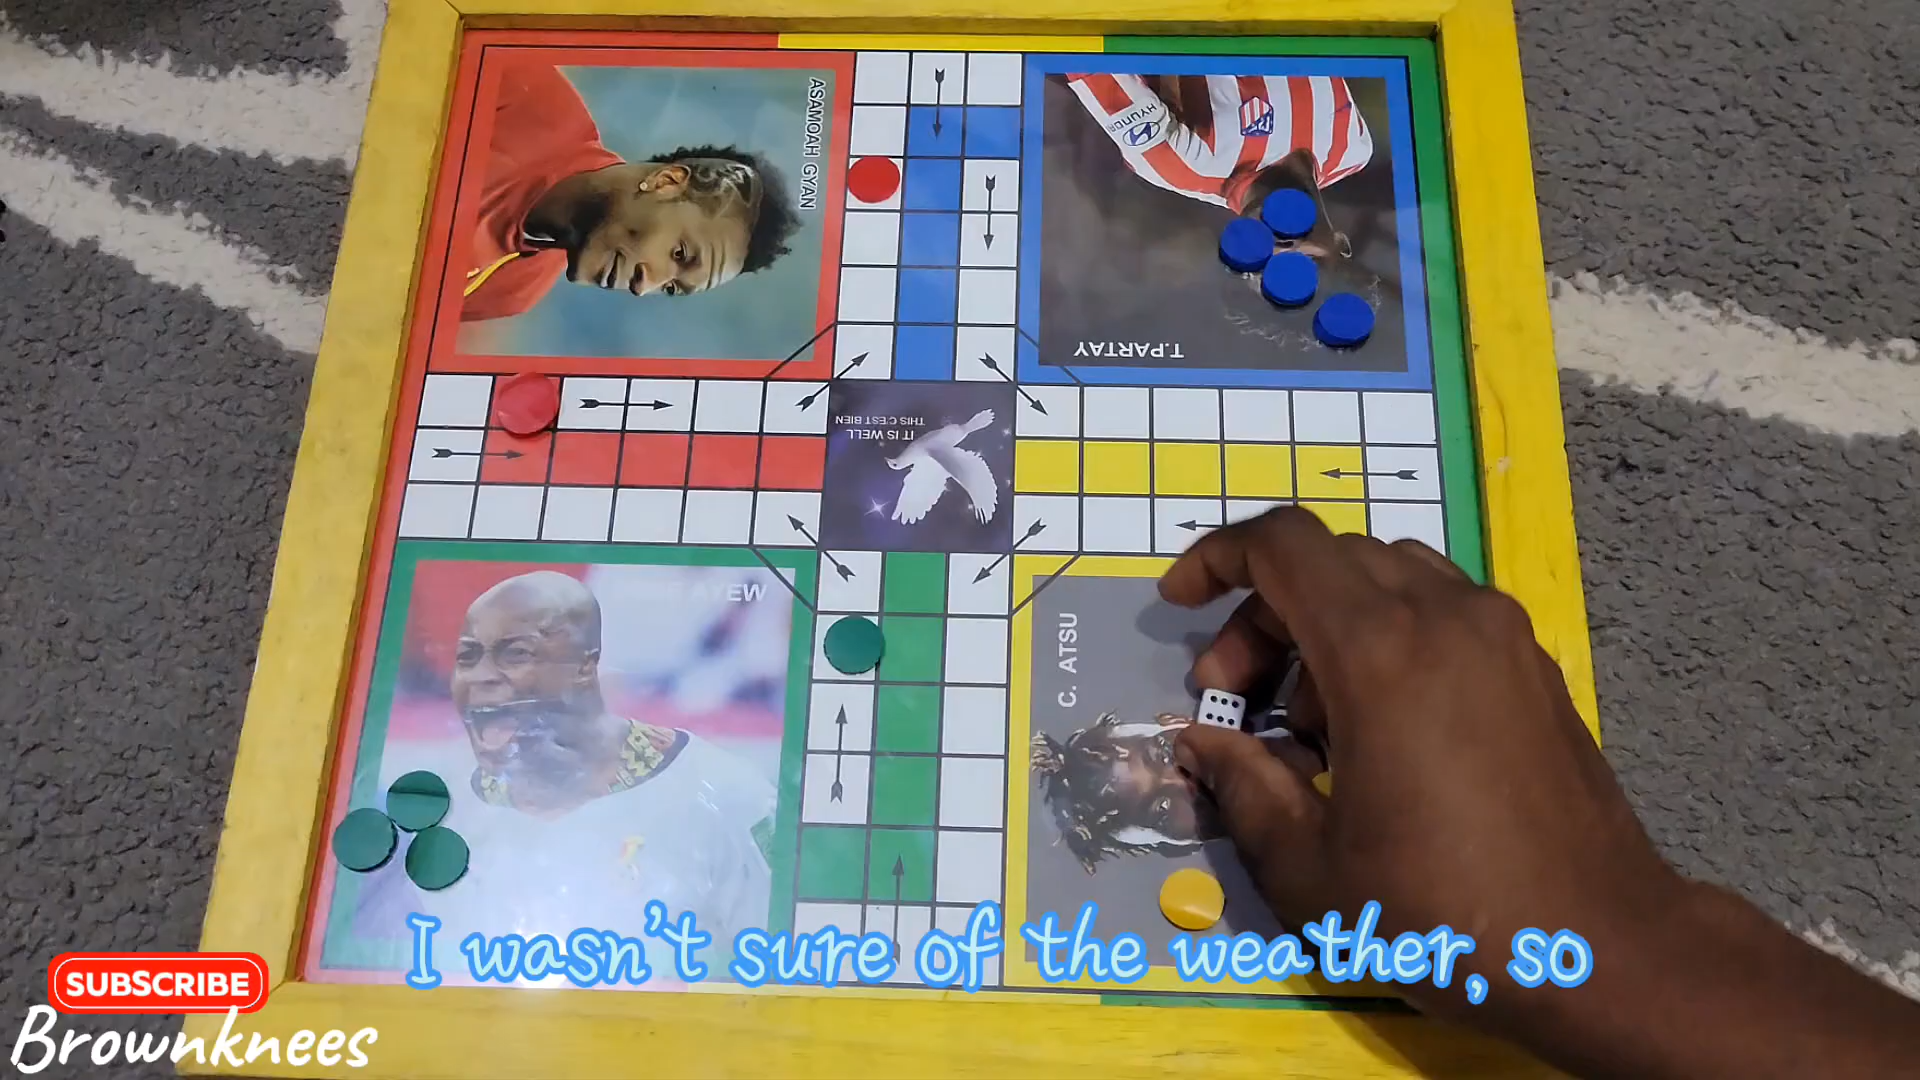 ASAMOAH GYAN
HYUNDAI
T.PARTAY
THIS C'EST BIEN
IT IS WELL
AYEW
C. ATSU
I wasn't sure of the weather, so
SUBSCRIBE
Brownknees